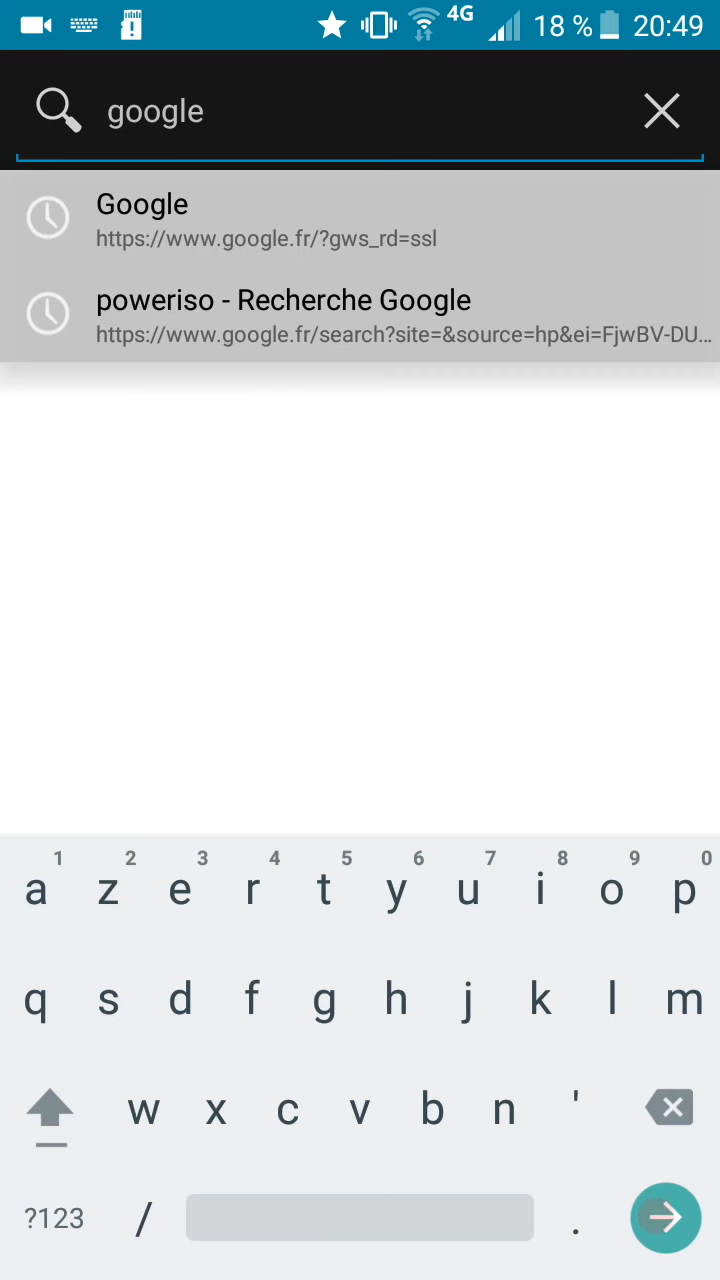 4G 18 % 20:49
google
Google
https://www.google.fr/?gws_rd=ssl
poweriso - Recherche Google
https://www.google.fr/search?site=&source=hp&ei=FjwBV-DU...
1 2 3 4 5 6 7 8 9 0
a z e r t y u i o p
q s d f g h j k l m
w x c v b n '
?123 / .